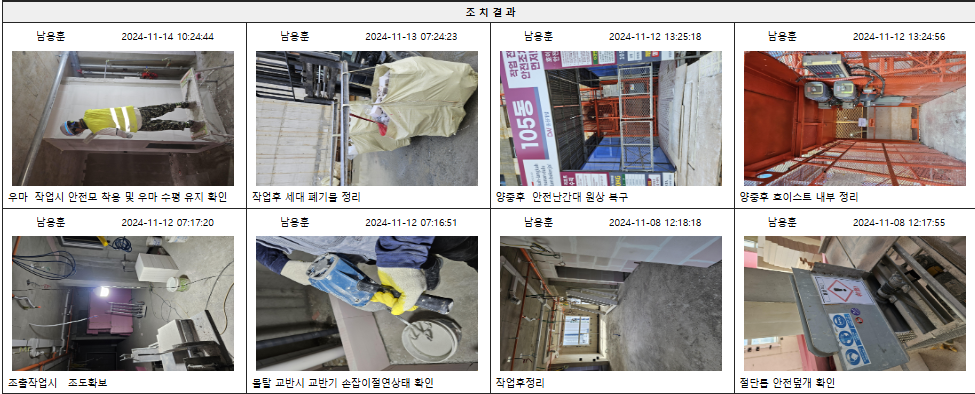 조 치 결 과
남용훈 2024-11-14 10:24:44
우마 작업시 안전모 착용 및 우마 수평 유지 확인
남용훈 2024-11-13 07:24:23
작업후 세대 폐기물 정리
남용훈 2024-11-12 13:25:18
105동
양중후 안전난간대 원상 복구
남용훈 2024-11-12 13:24:56
양중후 호이스트 내부 정리
남용훈 2024-11-12 07:17:20
조출작업시 조도확보
남용훈 2024-11-12 07:16:51
몰탈 교반시 교반기 손잡이절연상태 확인
남용훈 2024-11-08 12:18:18
작업후정리
남용훈 2024-11-08 12:17:55
절단톱 안전덮개 확인